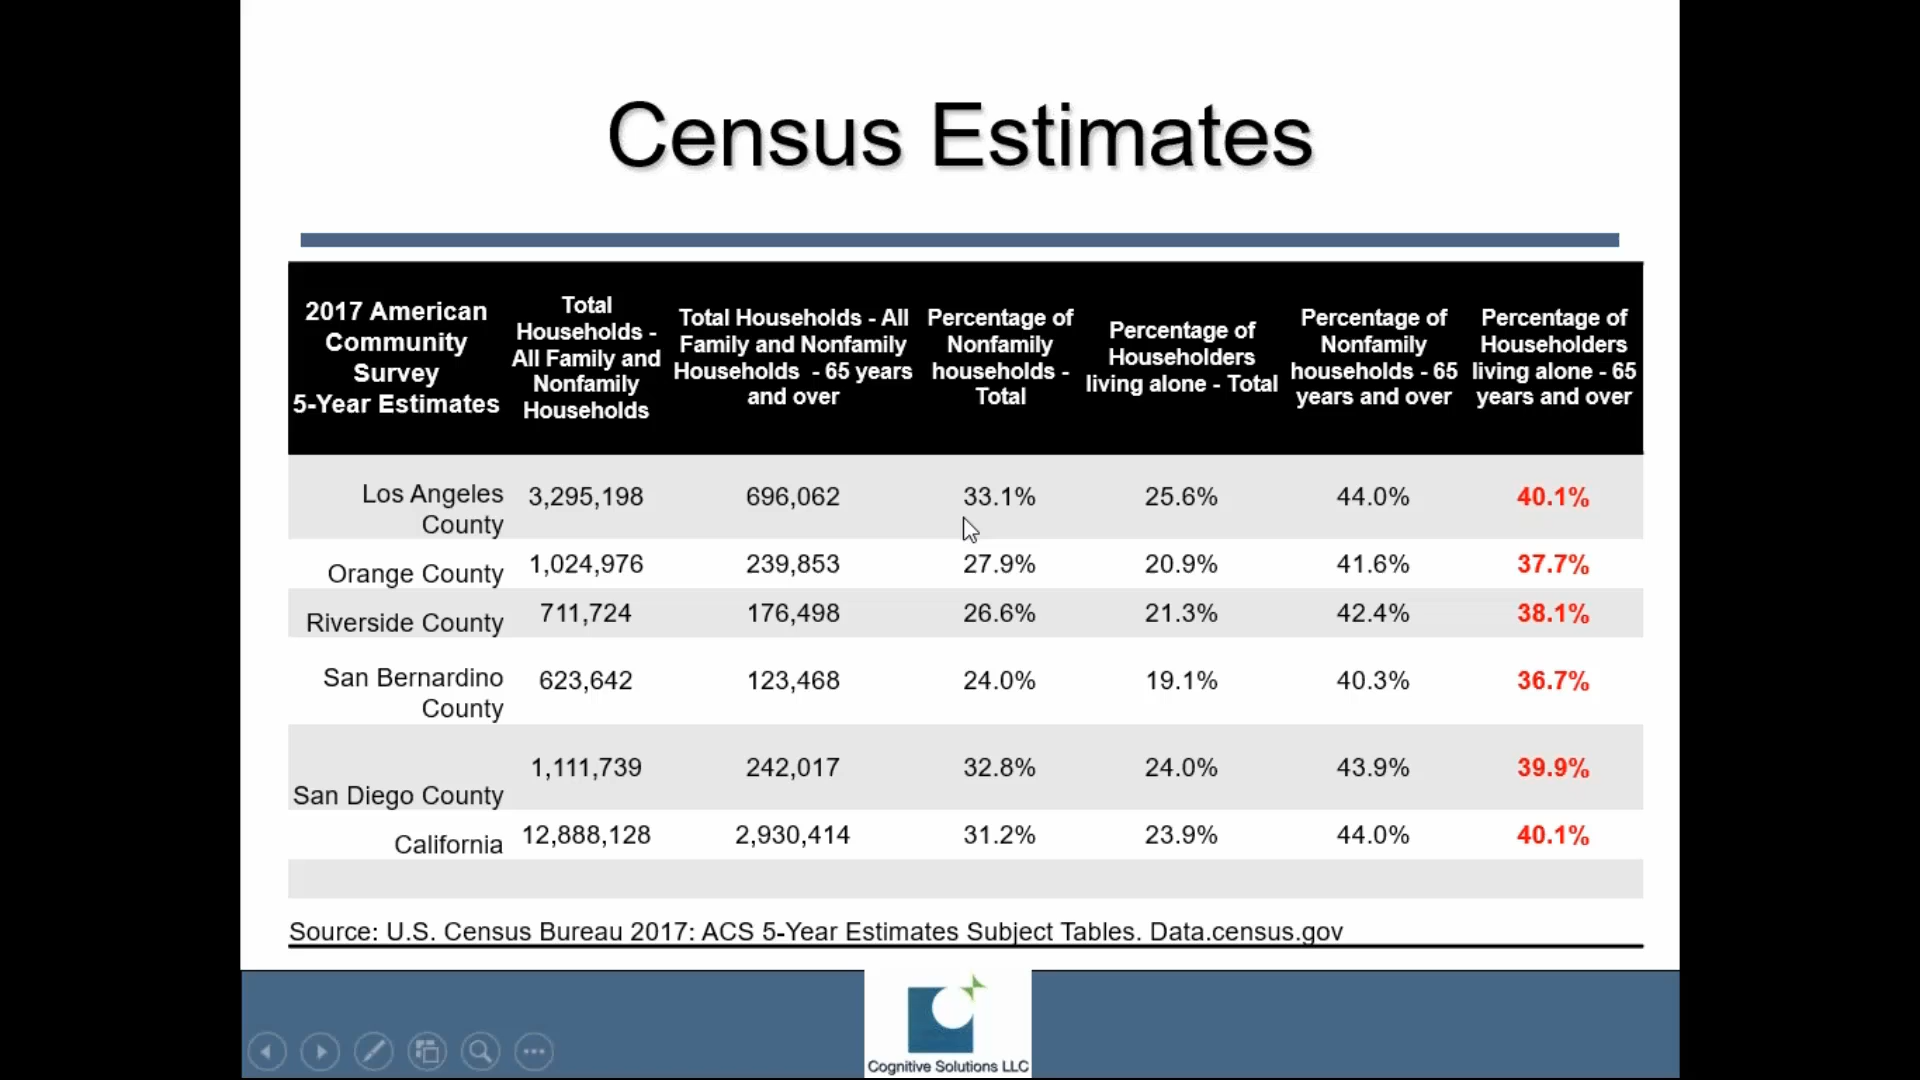 Census Estimates
2017 American
Community
Survey
5-Year Estimates
Total
Households -
All Family and
Nonfamily
Households
Total Households - All
Family and Nonfamily
Households - 65 years
and over
Percentage of
Nonfamily
households -
Total
Percentage of
Householders
living alone - Total
Percentage of
Nonfamily
households - 65
years and over
Percentage of
Householders
living alone - 65
years and over
Los Angeles
County
3,295,198 696,062 33.1% 25.6% 44.0% 40.1%
Orange County 1,024,976 239,853 27.9% 20.9% 41.6% 37.7%
Riverside County 711,724 176,498 26.6% 21.3% 42.4% 38.1%
San Bernardino
County
623,642 123,468 24.0% 19.1% 40.3% 36.7%
San Diego County 1,111,739 242,017 32.8% 24.0% 43.9% 39.9%
California 12,888,128 2,930,414 31.2% 23.9% 44.0% 40.1%
Source: U.S. Census Bureau 2017: ACS 5-Year Estimates Subject Tables. Data.census.gov
Cognitive Solutions LLC